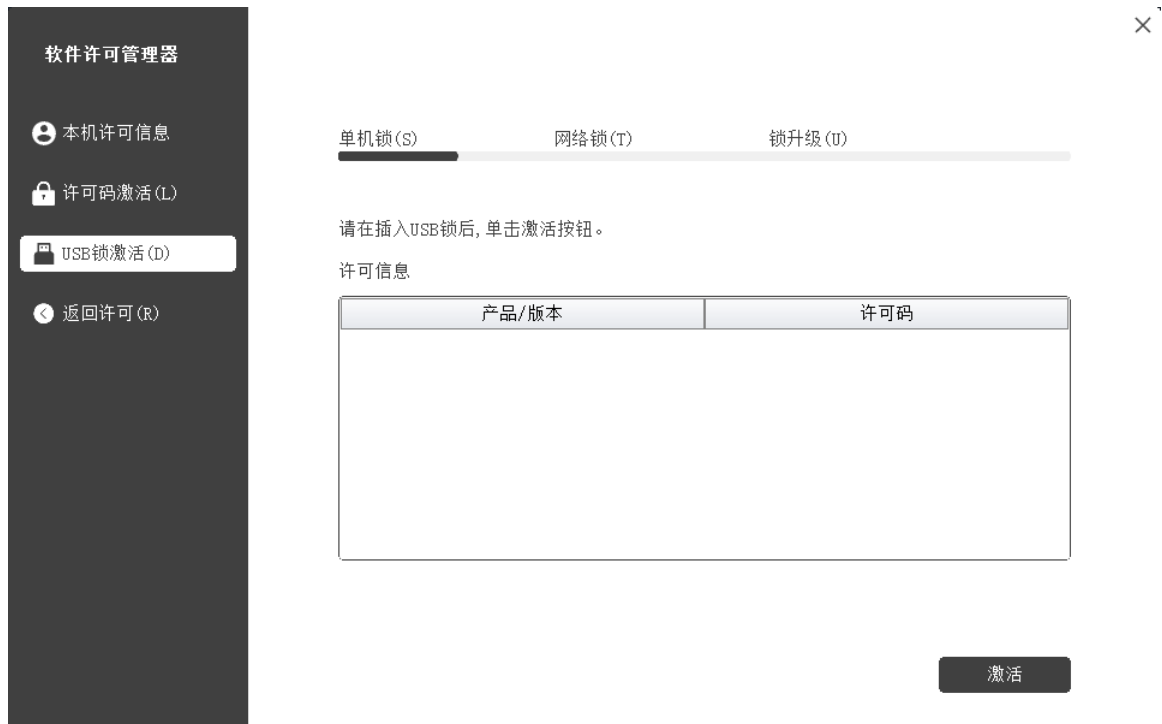 软件许可管理器
本机许可信息
许可码激活(L)
USB锁激活(D)
返回许可(R)
单机锁(S) 网络锁(T) 锁升级(U)
请在插入USB锁后,单击激活按钮。
许可信息
产品/版本 许可码
激活